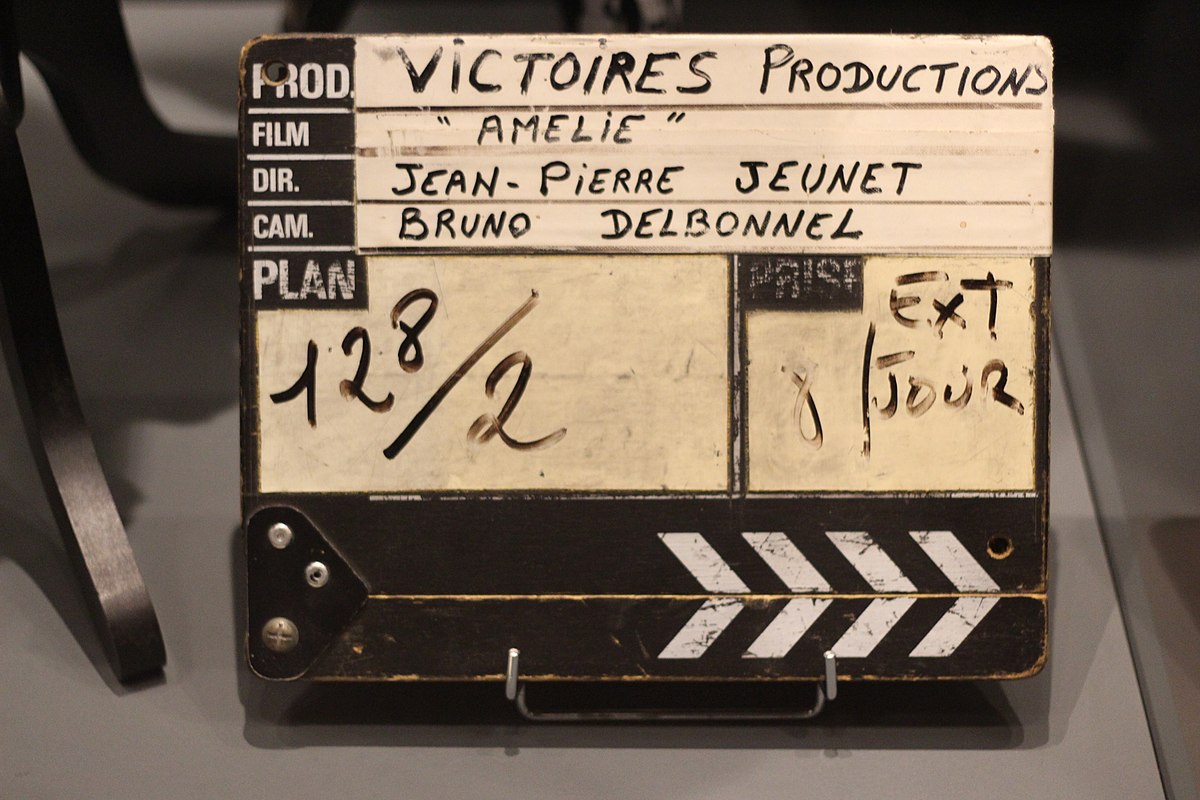 PROD. VICTOIRES PRODUCTIONS
FILM "AMELIE"
DIR. JEAN-PIERRE JEUNET
CAM. BRUNO DELBONNEL
PLAN 128/2
PRISE 8 EXT
JOUR